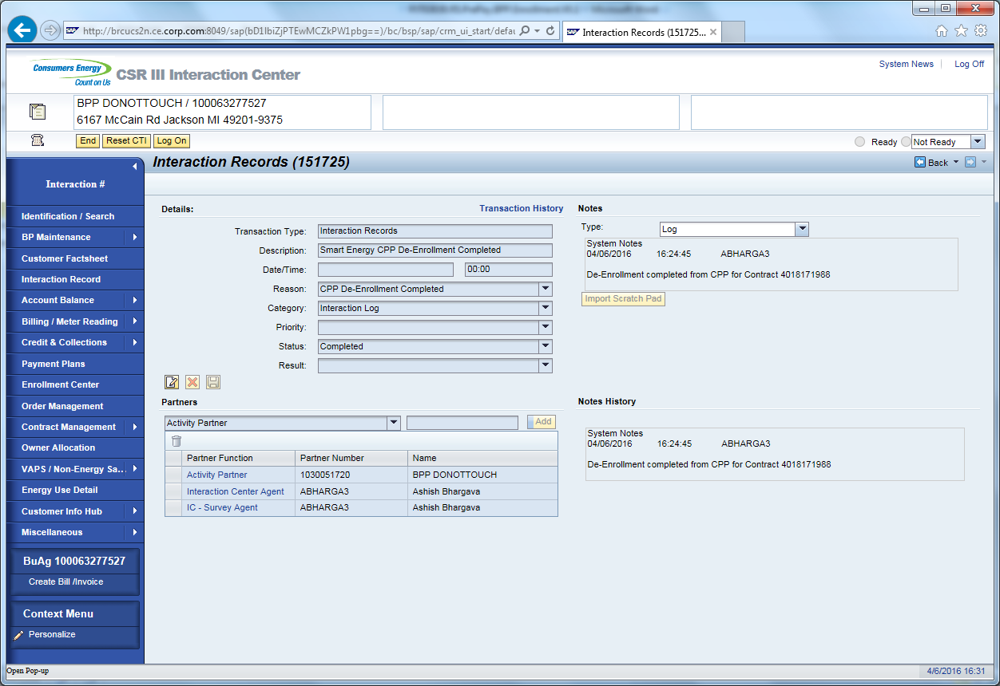 http://brcucs2n.ce.corp.com:8049/sap(bD1lbiZjPTEwMCZkPW1pbg==)/bc/bsp/sap/crm_ui_start/defau
Interaction Records (151725...
Consumers Energy
Count on Us
CSR III Interaction Center
System News
Log Off
BPP DONOTTOUCH / 100063277527
6167 McCain Rd Jackson MI 49201-9375
End
Reset CTI
Log On
Ready
Not Ready
Interaction Records (151725)
Back
Interaction #
Identification / Search
BP Maintenance
Customer Factsheet
Interaction Record
Account Balance
Billing / Meter Reading
Credit & Collections
Payment Plans
Enrollment Center
Order Management
Contract Management
Owner Allocation
VAPS / Non-Energy Sa...
Energy Use Detail
Customer Info Hub
Miscellaneous
BuAg 100063277527
Create Bill /Invoice
Context Menu
Personalize
Details:
Transaction History
Transaction Type: Interaction Records
Description: Smart Energy CPP De-Enrollment Completed
Date/Time: 00:00
Reason: CPP De-Enrollment Completed
Category: Interaction Log
Priority:
Status: Completed
Result:
Partners
Activity Partner
Add
Partner Function Partner Number Name
Activity Partner 1030051720 BPP DONOTTOUCH
Interaction Center Agent ABHARGA3 Ashish Bhargava
IC - Survey Agent ABHARGA3 Ashish Bhargava
Notes
Type: Log
System Notes
04/06/2016 16:24:45 ABHARGA3
De-Enrollment completed from CPP for Contract 4018171988
Import Scratch Pad
Notes History
System Notes
04/06/2016 16:24:45 ABHARGA3
De-Enrollment completed from CPP for Contract 4018171988
Open Pop-up
4/6/2016 16:31